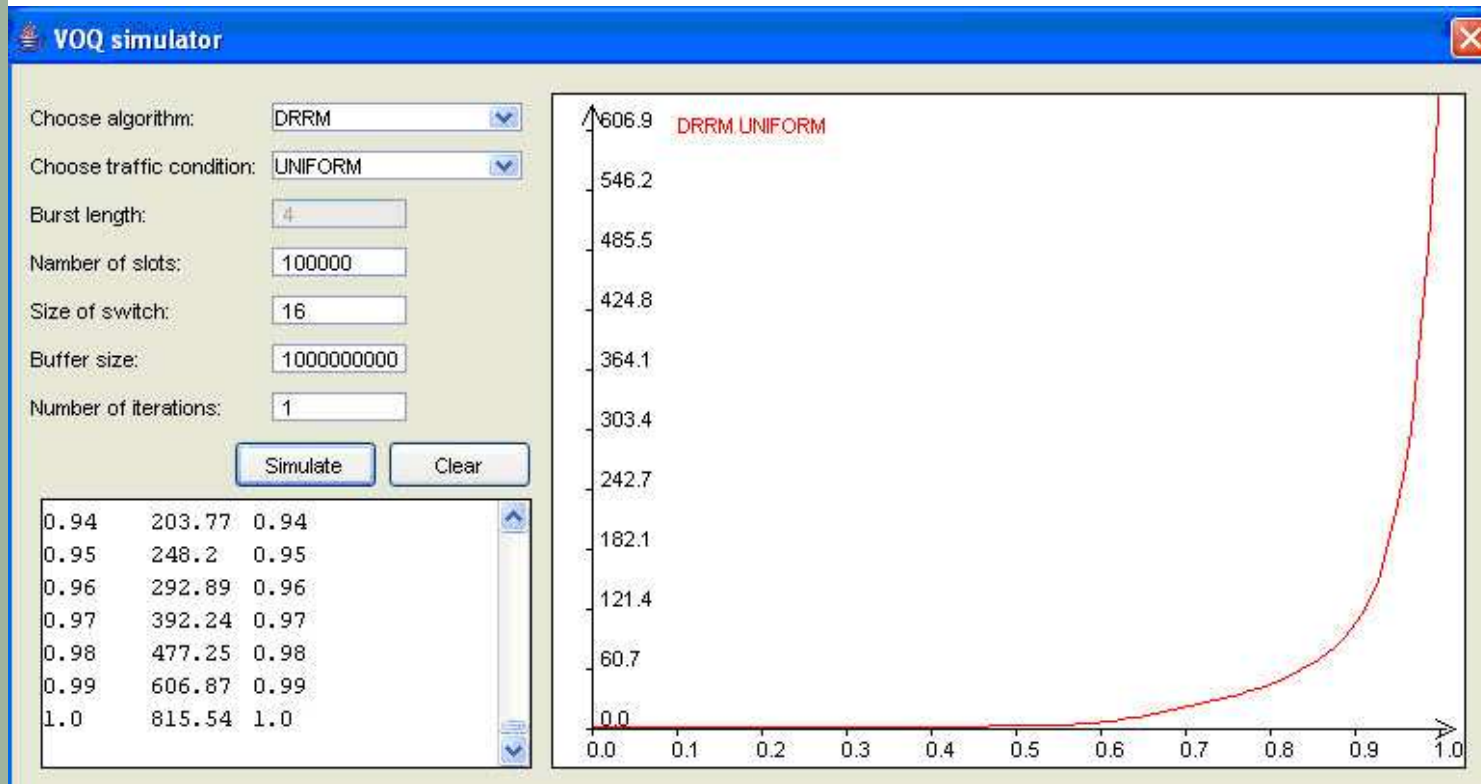 VOQ simulator
Choose algorithm: DRRM
Choose traffic condition: UNIFORM
Burst length: 4
Namber of slots: 100000
Size of switch: 16
Buffer size: 1000000000
Number of iterations: 1
Simulate Clear
0.94 203.77 0.94
0.95 248.2 0.95
0.96 292.89 0.96
0.97 392.24 0.97
0.98 477.25 0.98
0.99 606.87 0.99
1.0 815.54 1.0
DRRM UNIFORM
606.9
546.2
485.5
424.8
364.1
303.4
242.7
182.1
121.4
60.7
0.0
0.0 0.1 0.2 0.3 0.4 0.5 0.6 0.7 0.8 0.9 1.0